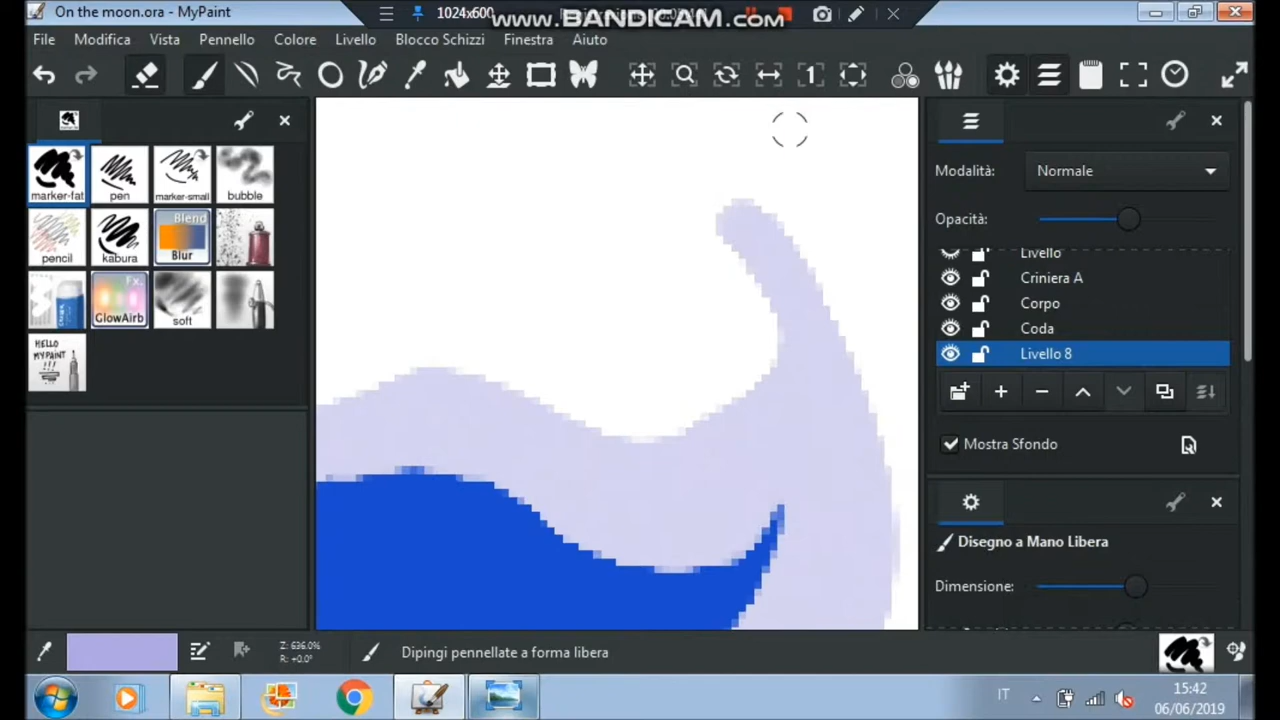 On the moon.ora - MyPaint
1024x600
www.BANDICAM.com
File Modifica Vista Pennello Colore Livello Blocco Schizzi Finestra Aiuto
1
marker-fat pen marker-small bubble
pencil kabura Blend Blur
Fx. GlowAirb soft
HELLO MYPAINT !!!
Modalità: Normale
Opacità:
Livello
Criniera A
Corpo
Coda
Livello 8
Mostra Sfondo
Disegno a Mano Libera
Dimensione:
Z: 636.0%
R: +0.0°
Dipingi pennellate a forma libera
IT
15:42
06/06/2019